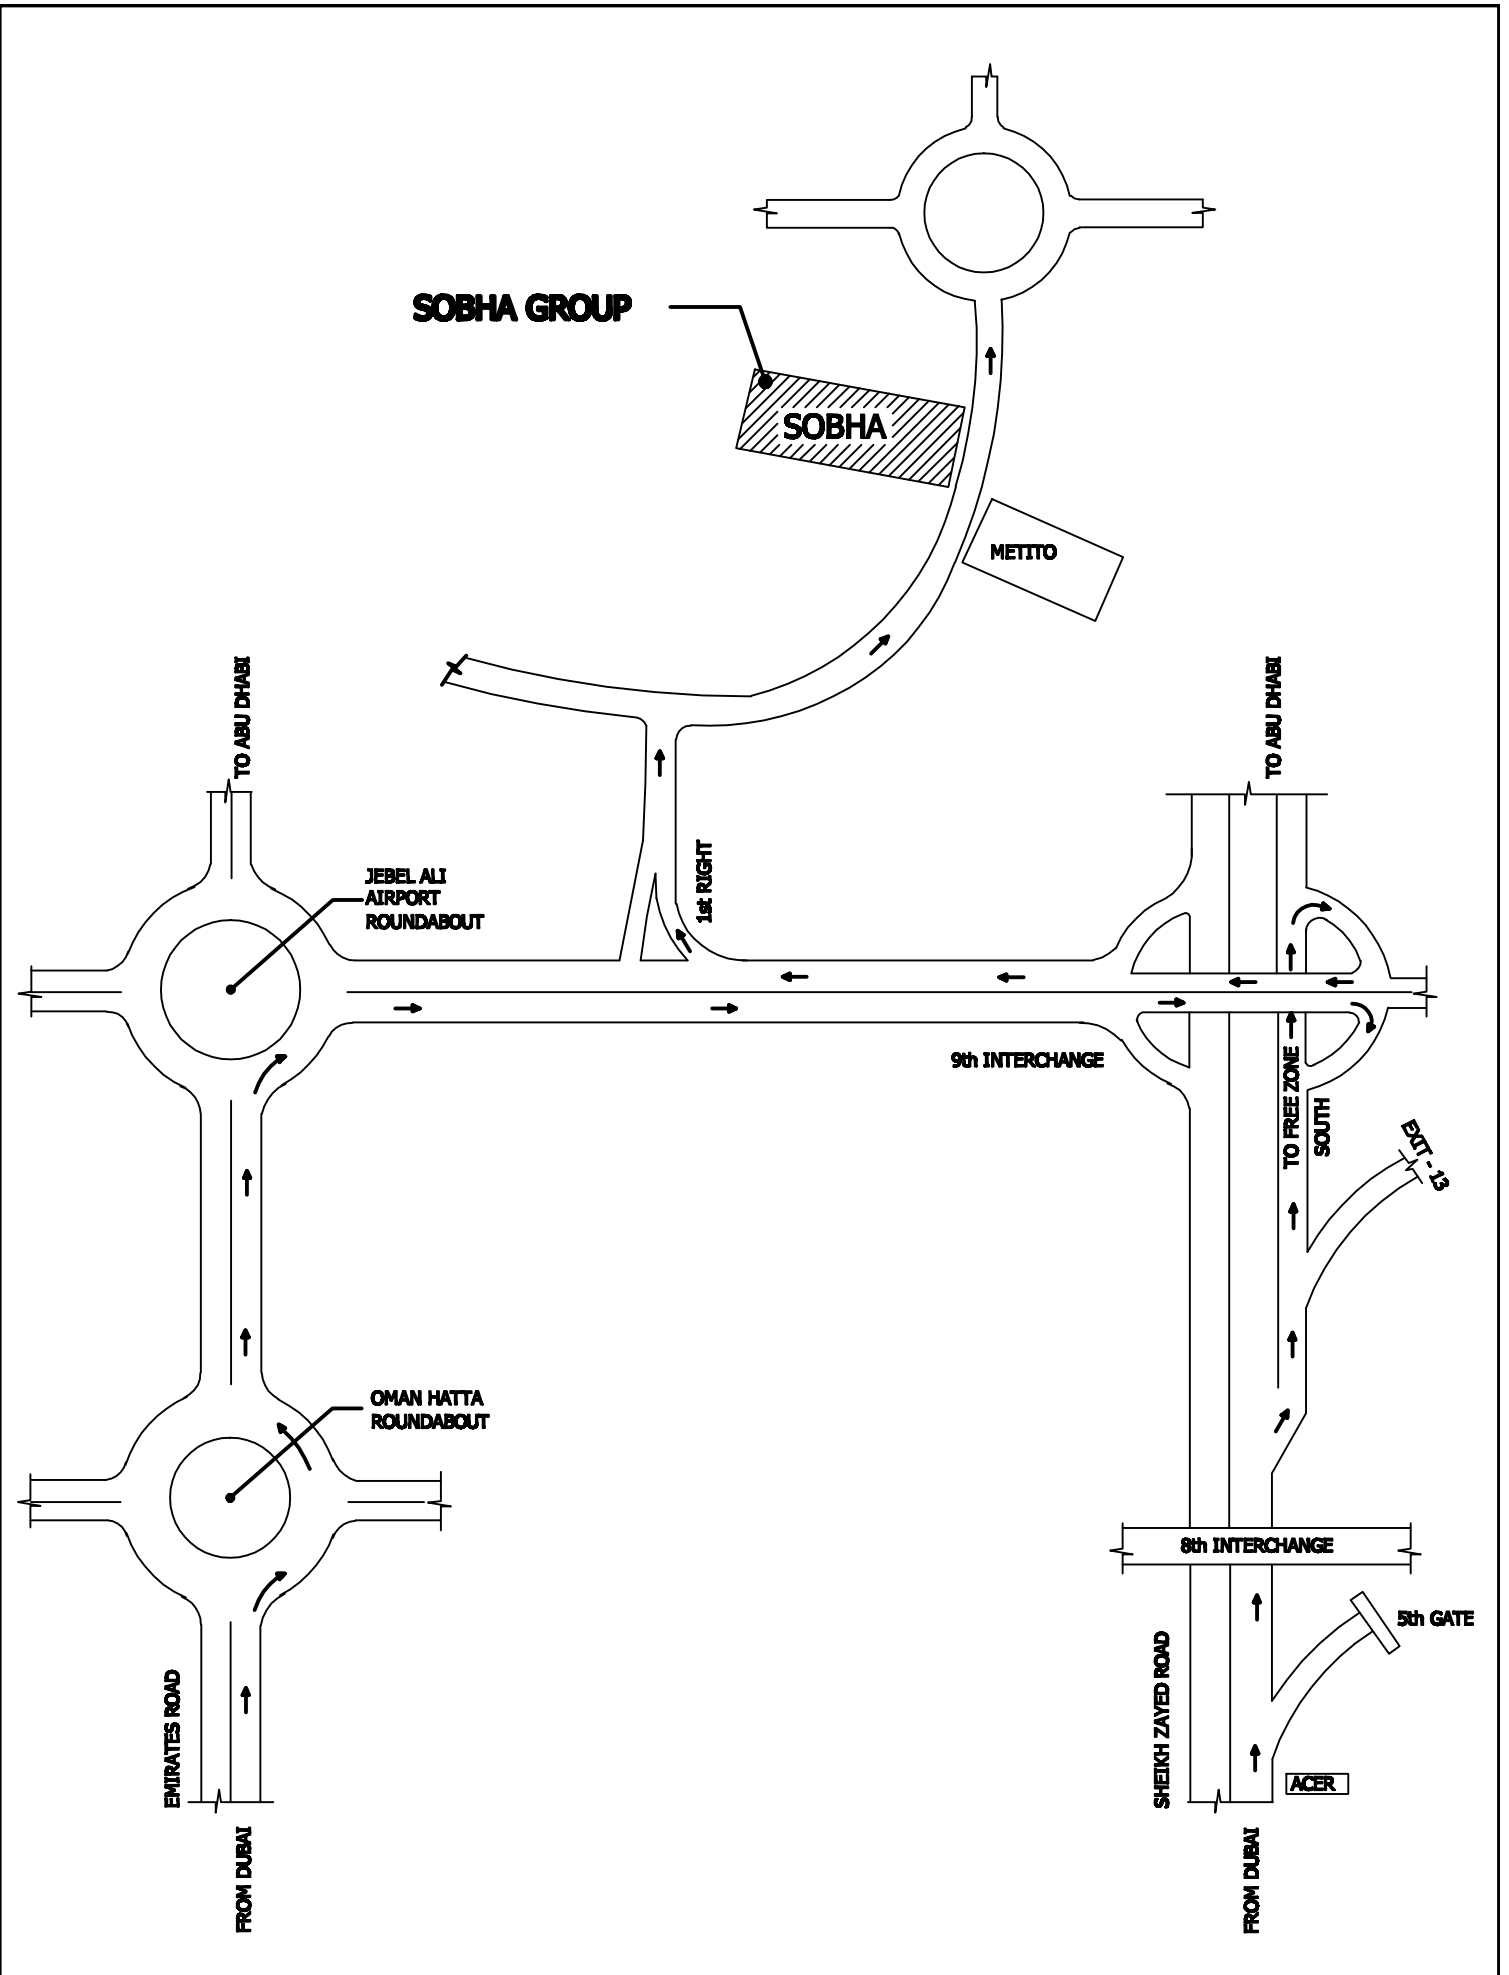 SOBHA GROUP
SOBHA
METITO
TO ABU DHABI
TO ABU DHABI
JEBEL ALI
AIRPORT
ROUNDABOUT
1st RIGHT
9th INTERCHANGE
TO FREE ZONE
SOUTH
EXIT - 13
OMAN HATTA
ROUNDABOUT
8th INTERCHANGE
5th GATE
EMIRATES ROAD
SHEIKH ZAYED ROAD
ACER
FROM DUBAI
FROM DUBAI